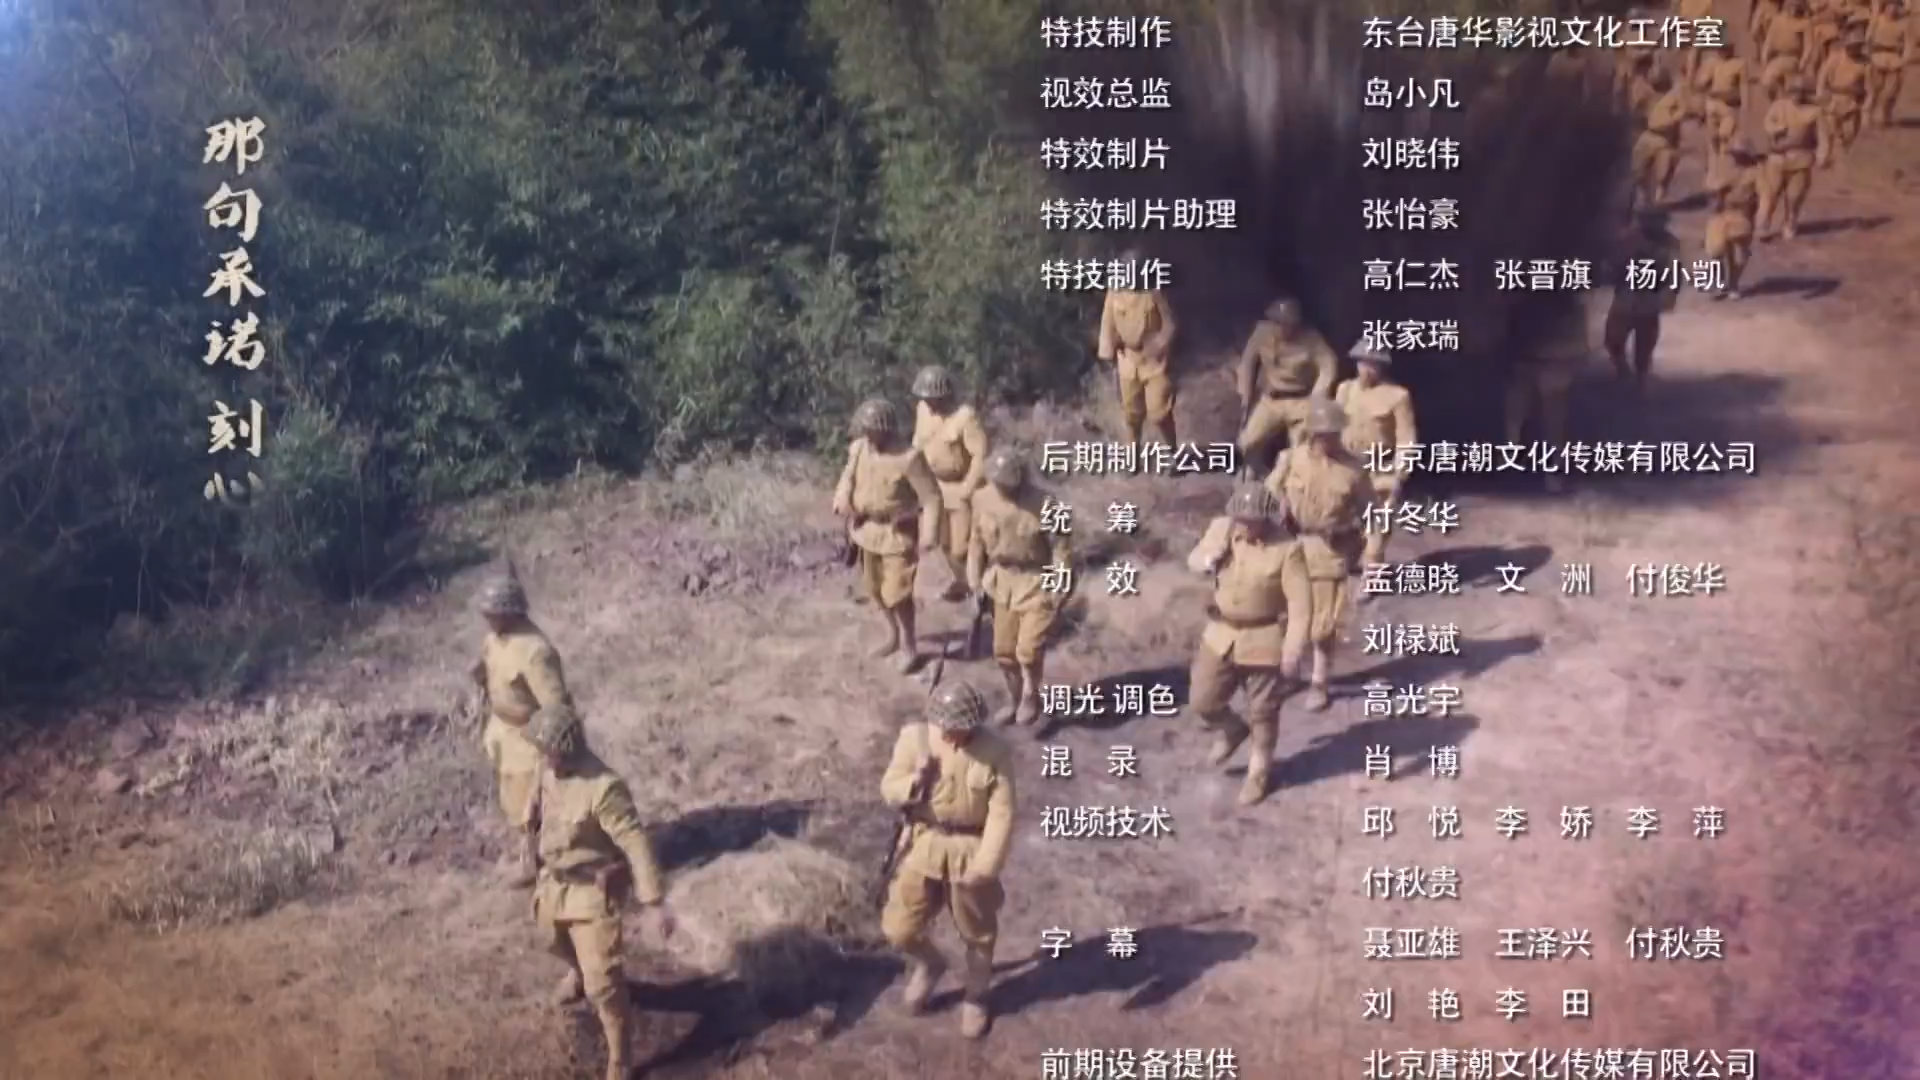 那句承诺 刻心
特技制作 东台唐华影视文化工作室
视效总监 岛小凡
特效制片 刘晓伟
特效制片助理 张怡豪
特技制作 高仁杰 张晋旗 杨小凯
张家瑞
后期制作公司 北京唐潮文化传媒有限公司
统 筹 付冬华
动 效 孟德晓 文 洲 付俊华
刘禄斌
调光 调色 高光宇
混 录 肖 博
视频技术 邱 悦 李 娇 李 萍
付秋贵
字 幕 聂亚雄 王泽兴 付秋贵
刘 艳 李 田
前期设备提供 北京唐潮文化传媒有限公司